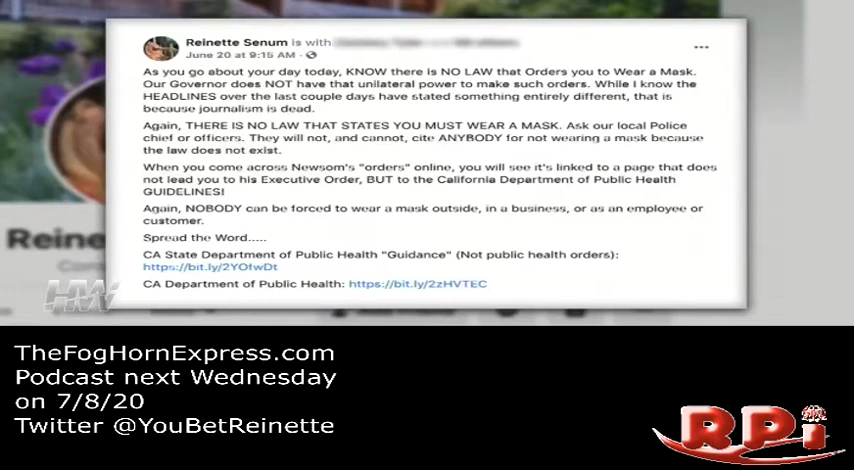 Reinette Senum is with
June 20 at 9:15 AM ·
As you go about your day today, KNOW there is NO LAW that Orders you to Wear a Mask.
Our Governor does NOT have that unilateral power to make such orders. While I know the
HEADLINES over the last couple days have stated something entirely different, that is
because journalism is dead.
Again, THERE IS NO LAW THAT STATES YOU MUST WEAR A MASK. Ask our local Police
chief or officers. They will not, and cannot, cite ANYBODY for not wearing a mask because
the law does not exist.
When you come across Newsom's "orders" online, you will see it's linked to a page that does
not lead you to his Executive Order, BUT to the California Department of Public Health
GUIDELINES!
Again, NOBODY can be forced to wear a mask outside, in a business, or as an employee or
customer.
Spread the Word.....
CA State Department of Public Health "Guidance" (Not public health orders):
https://bit.ly/2YOfwDt
CA Department of Public Health: https://bit.ly/2zHVTEC
Reine
HW
TheFogHornExpress.com
Podcast next Wednesday
on 7/8/20
Twitter @YouBetReinette
RPi